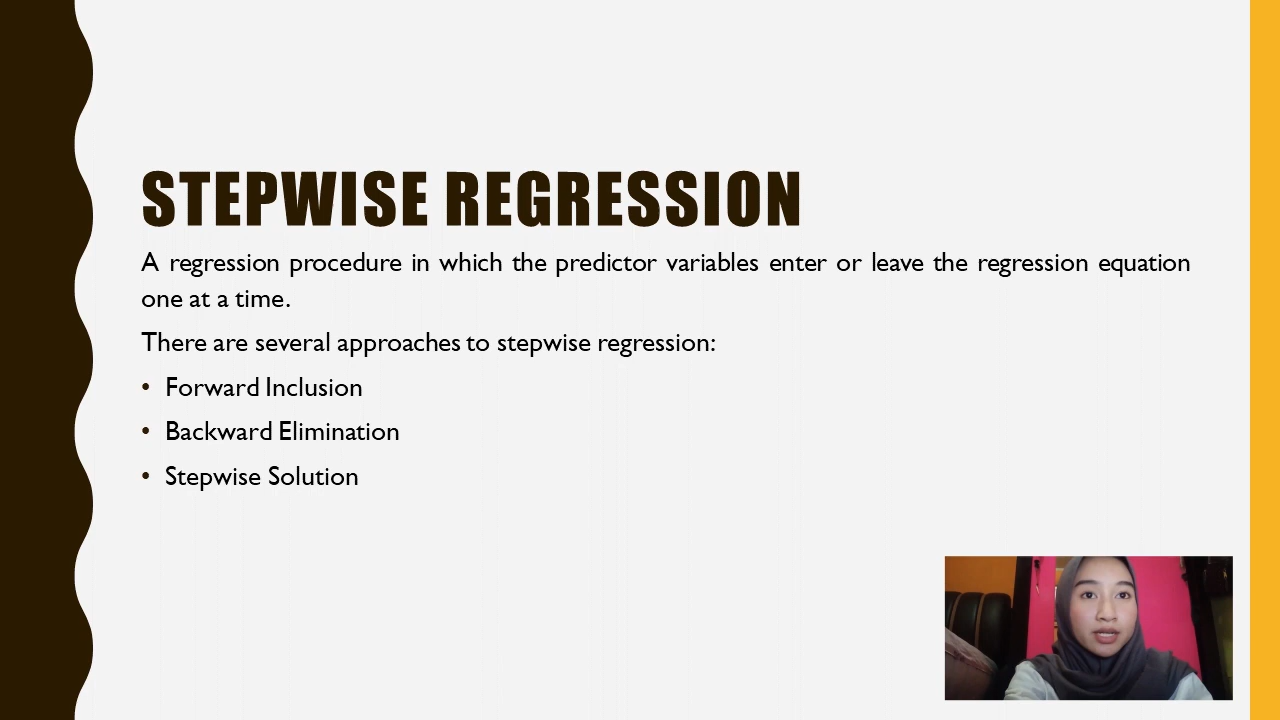 STEPWISE REGRESSION
A regression procedure in which the predictor variables enter or leave the regression equation
one at a time.
There are several approaches to stepwise regression:
• Forward Inclusion
• Backward Elimination
• Stepwise Solution